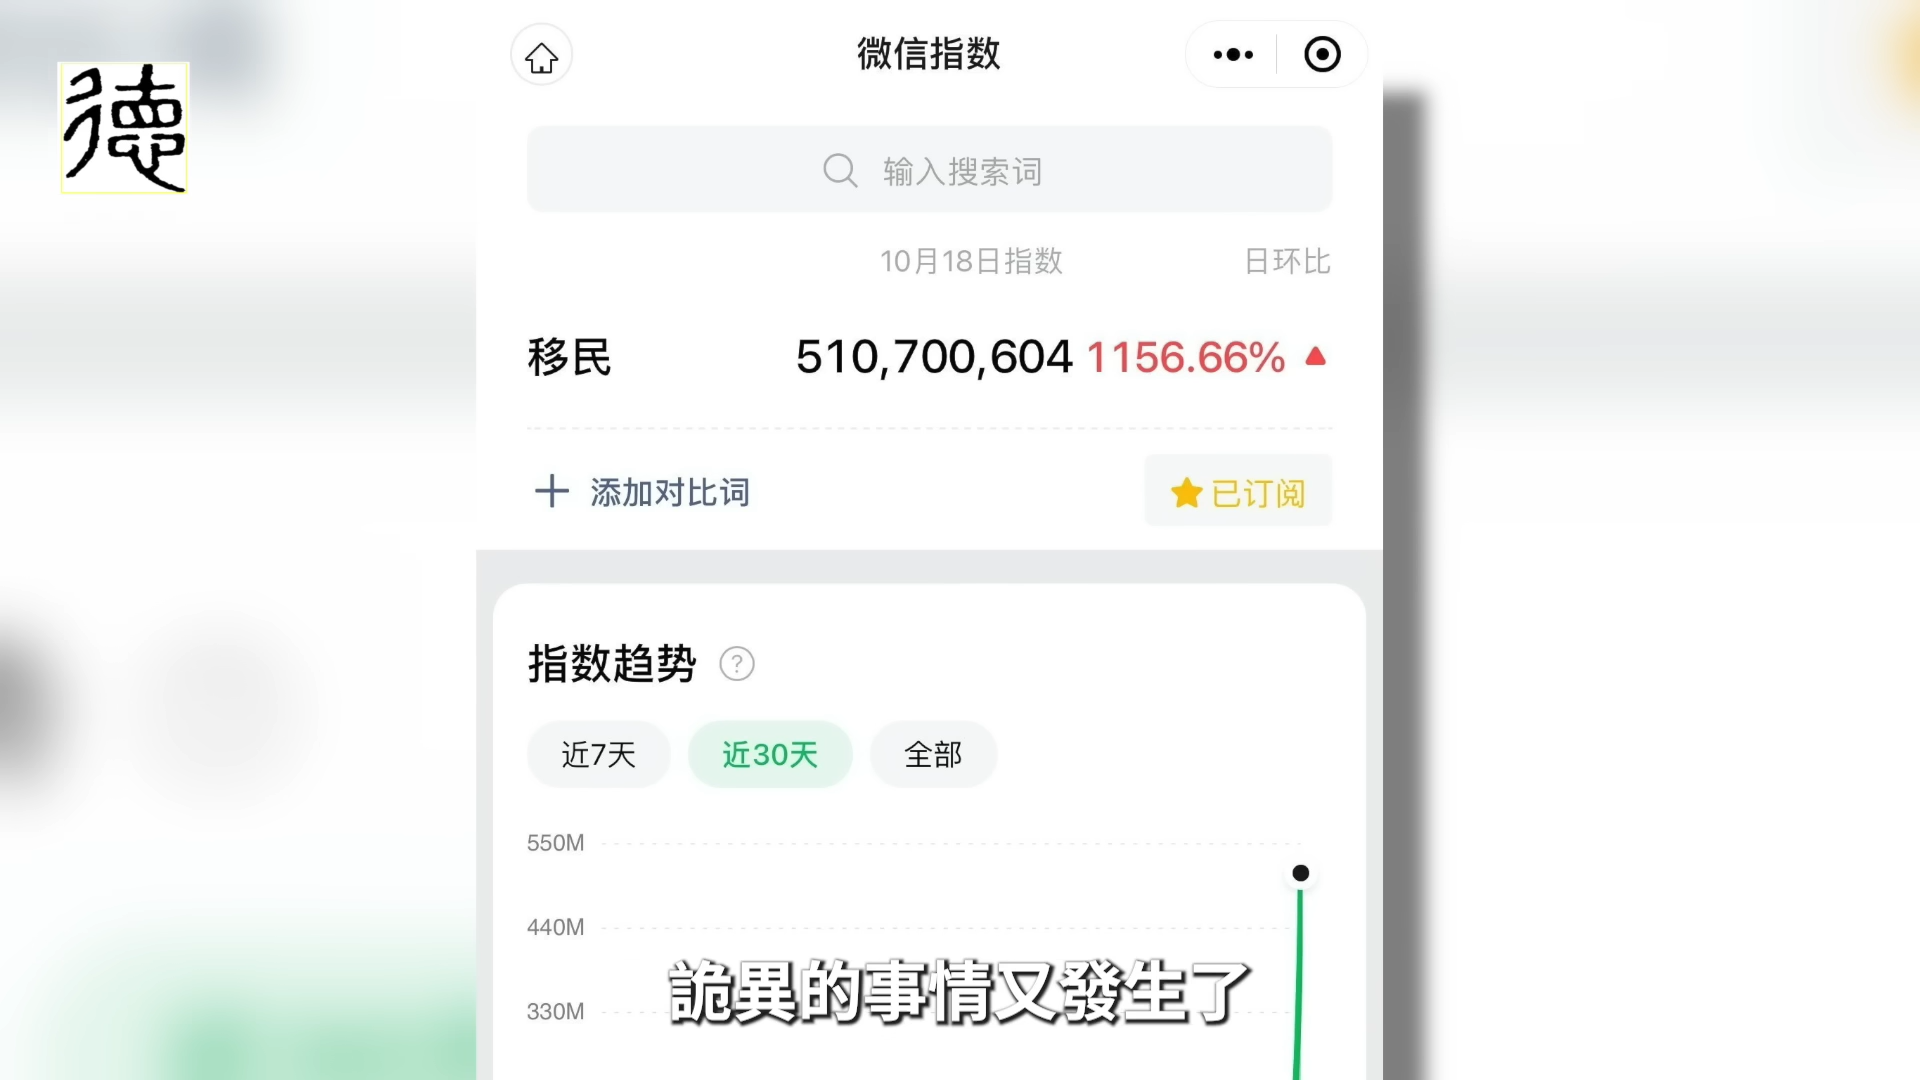 德
微信指数
输入搜索词
10月18日指数 日环比
移民 510,700,604 1156.66%
添加对比词 已订阅
指数趋势 ?
近7天 近30天 全部
550M
440M
330M
詭異的事情又發生了